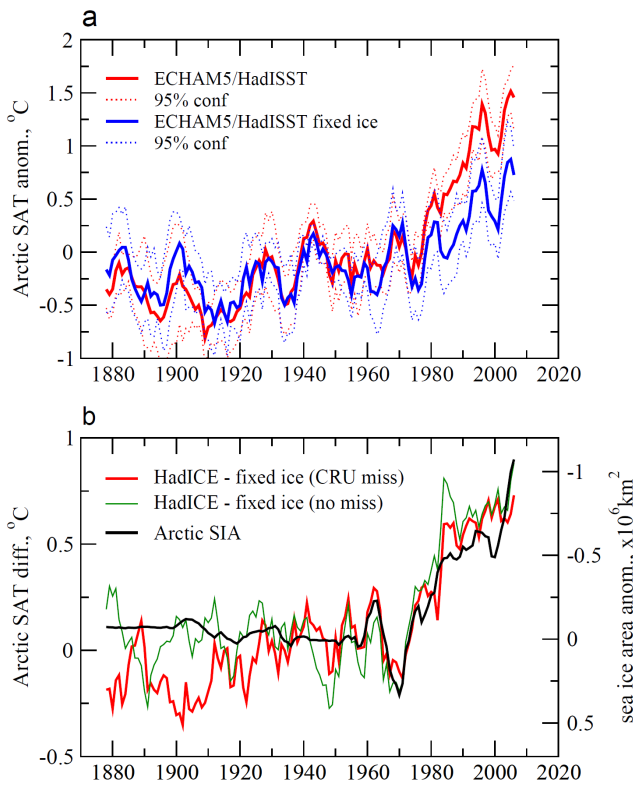 a
2
1.5
1
0.5
0
-0.5
-1
Arctic SAT anom., °C
ECHAM5/HadISST
95% conf
ECHAM5/HadISST fixed ice
95% conf
1880 1900 1920 1940 1960 1980 2000 2020
b
1
0.5
0
-0.5
Arctic SAT diff., °C
HadICE - fixed ice (CRU miss)
HadICE - fixed ice (no miss)
Arctic SIA
-1
-0.5
0
0.5
sea ice area anom., x10⁶km²
1880 1900 1920 1940 1960 1980 2000 2020